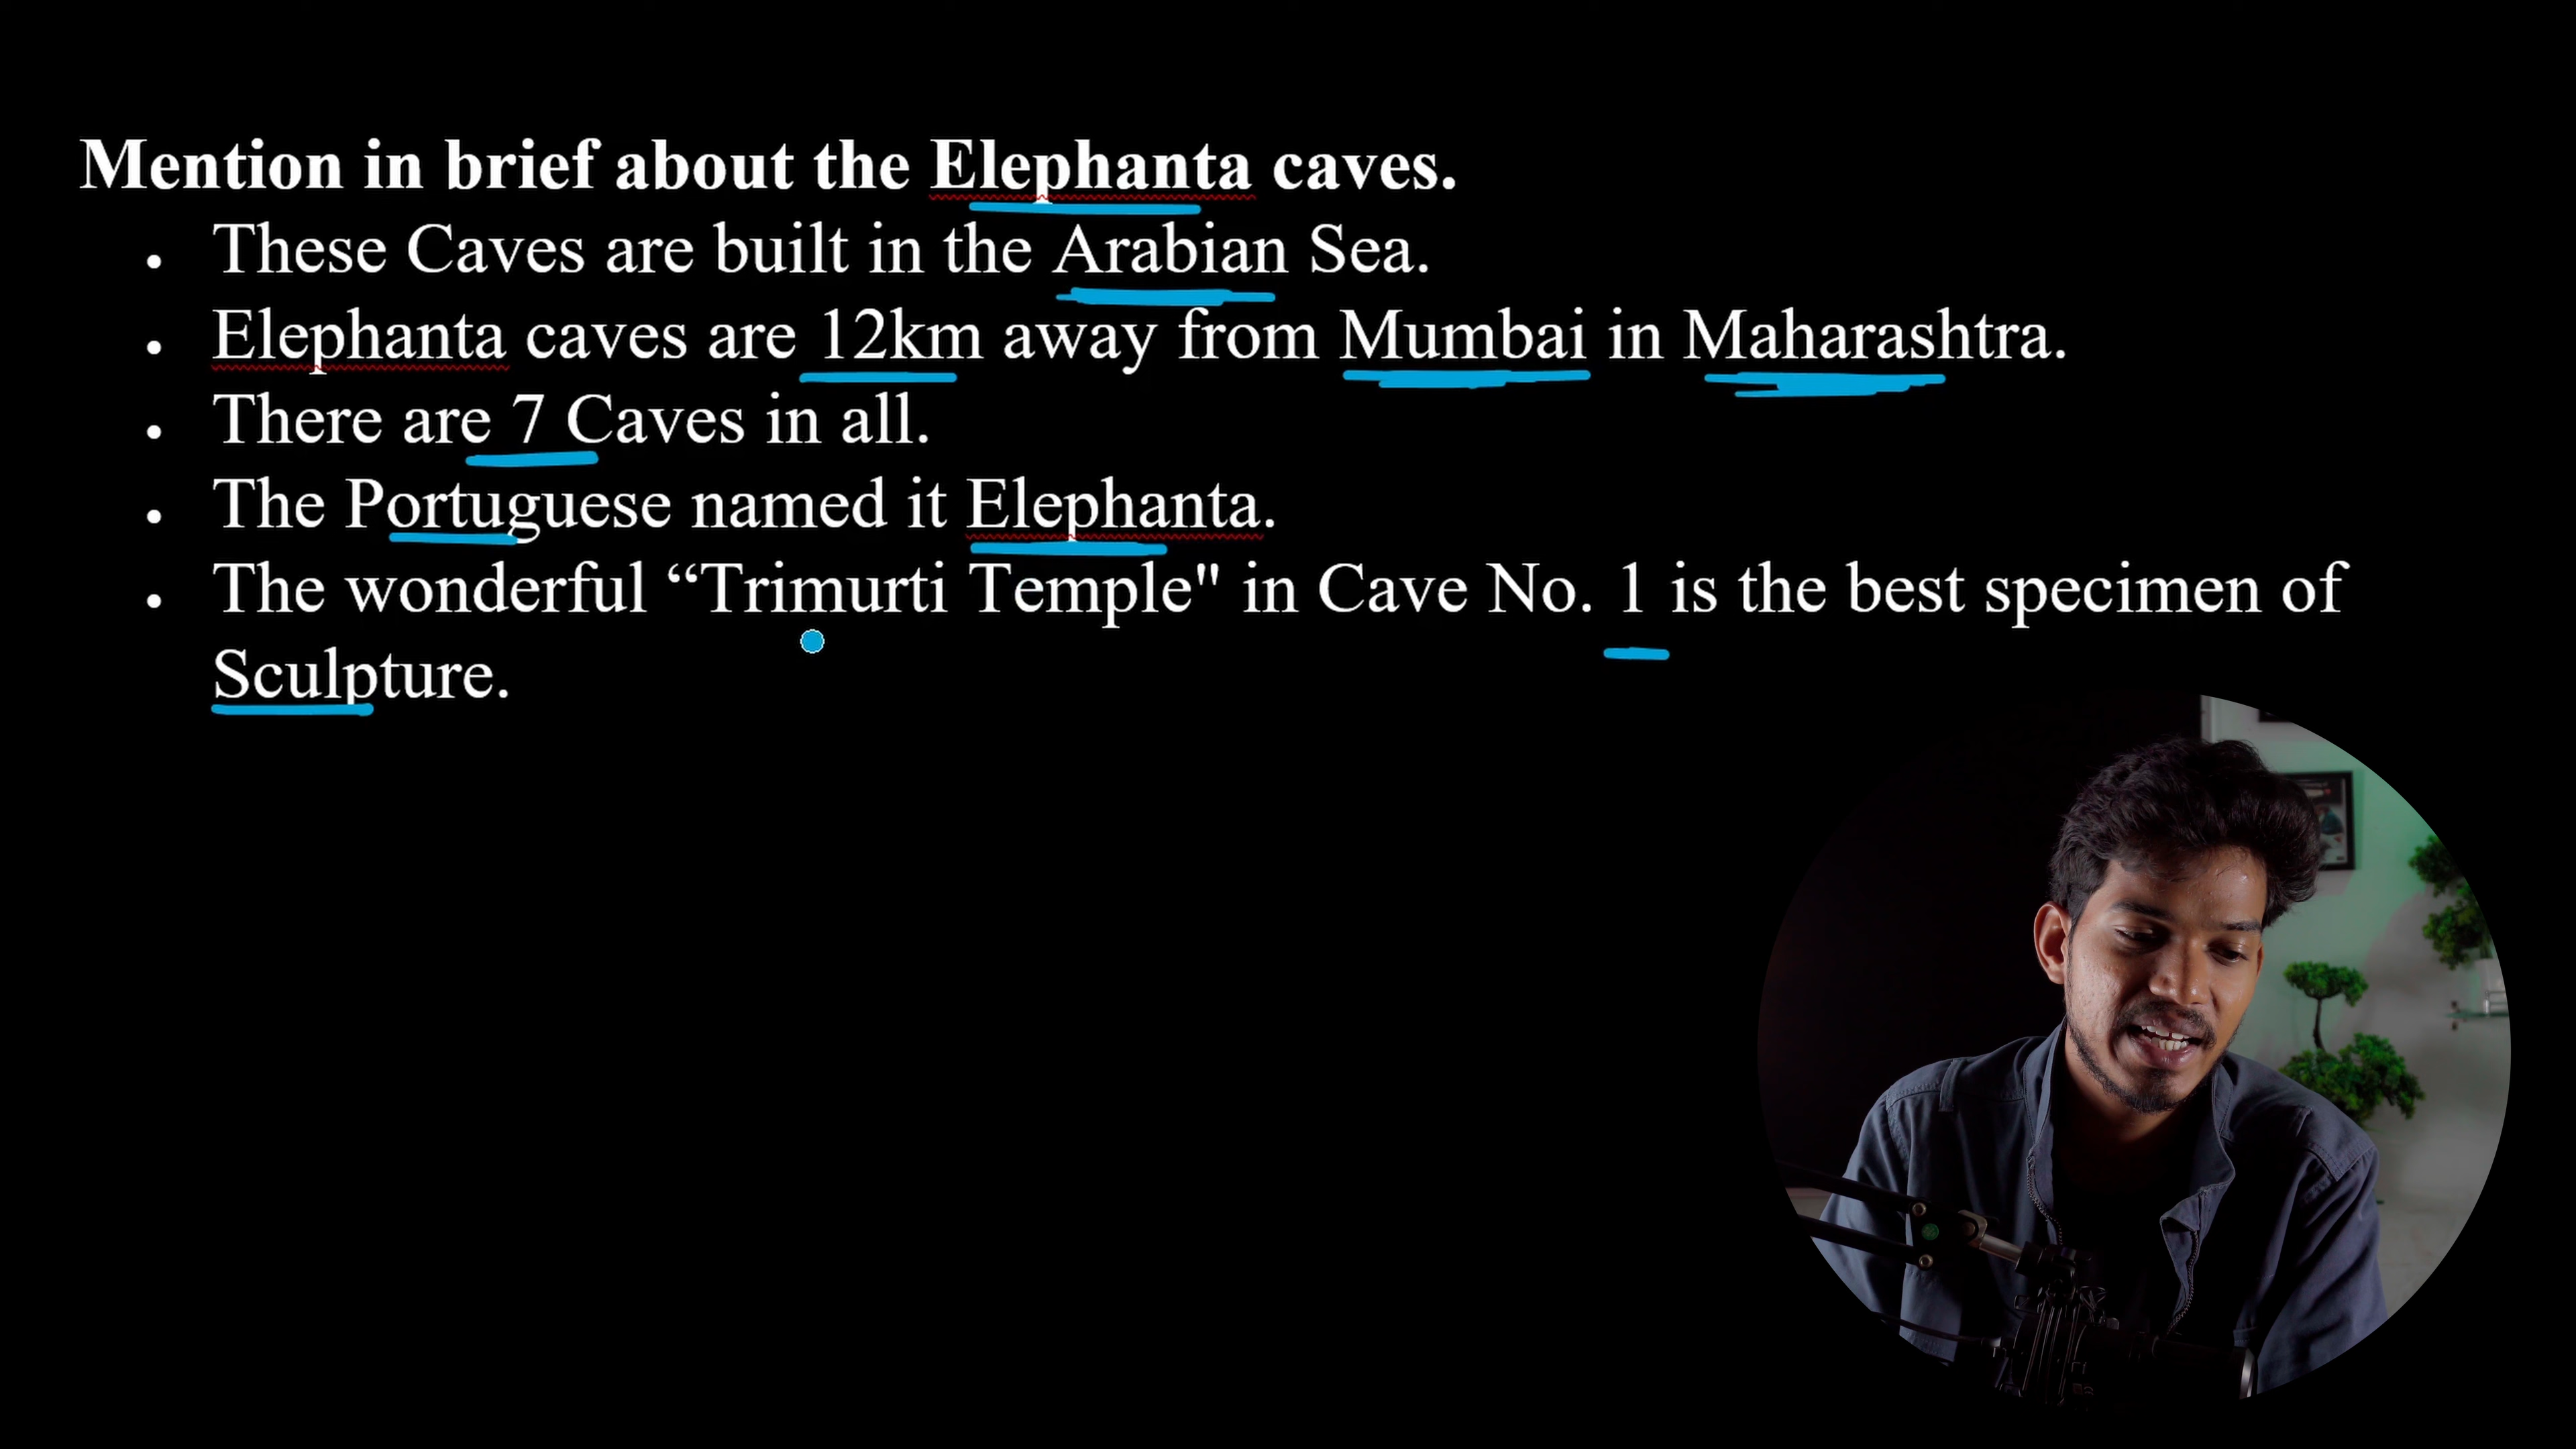 Mention in brief about the Elephanta caves.
• These Caves are built in the Arabian Sea.
• Elephanta caves are 12km away from Mumbai in Maharashtra.
• There are 7 Caves in all.
• The Portuguese named it Elephanta.
• The wonderful “Trimurti Temple" in Cave No. 1 is the best specimen of
Sculpture.